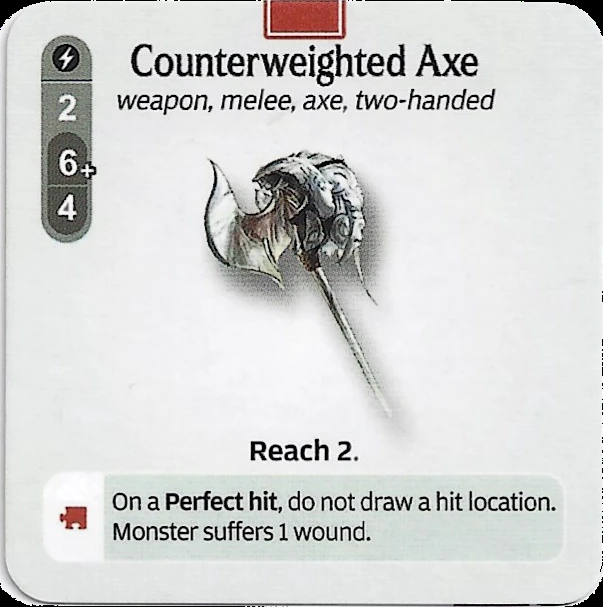 Counterweighted Axe
weapon, melee, axe, two-handed
2
6+
4
Reach 2.
On a Perfect hit, do not draw a hit location.
Monster suffers 1 wound.